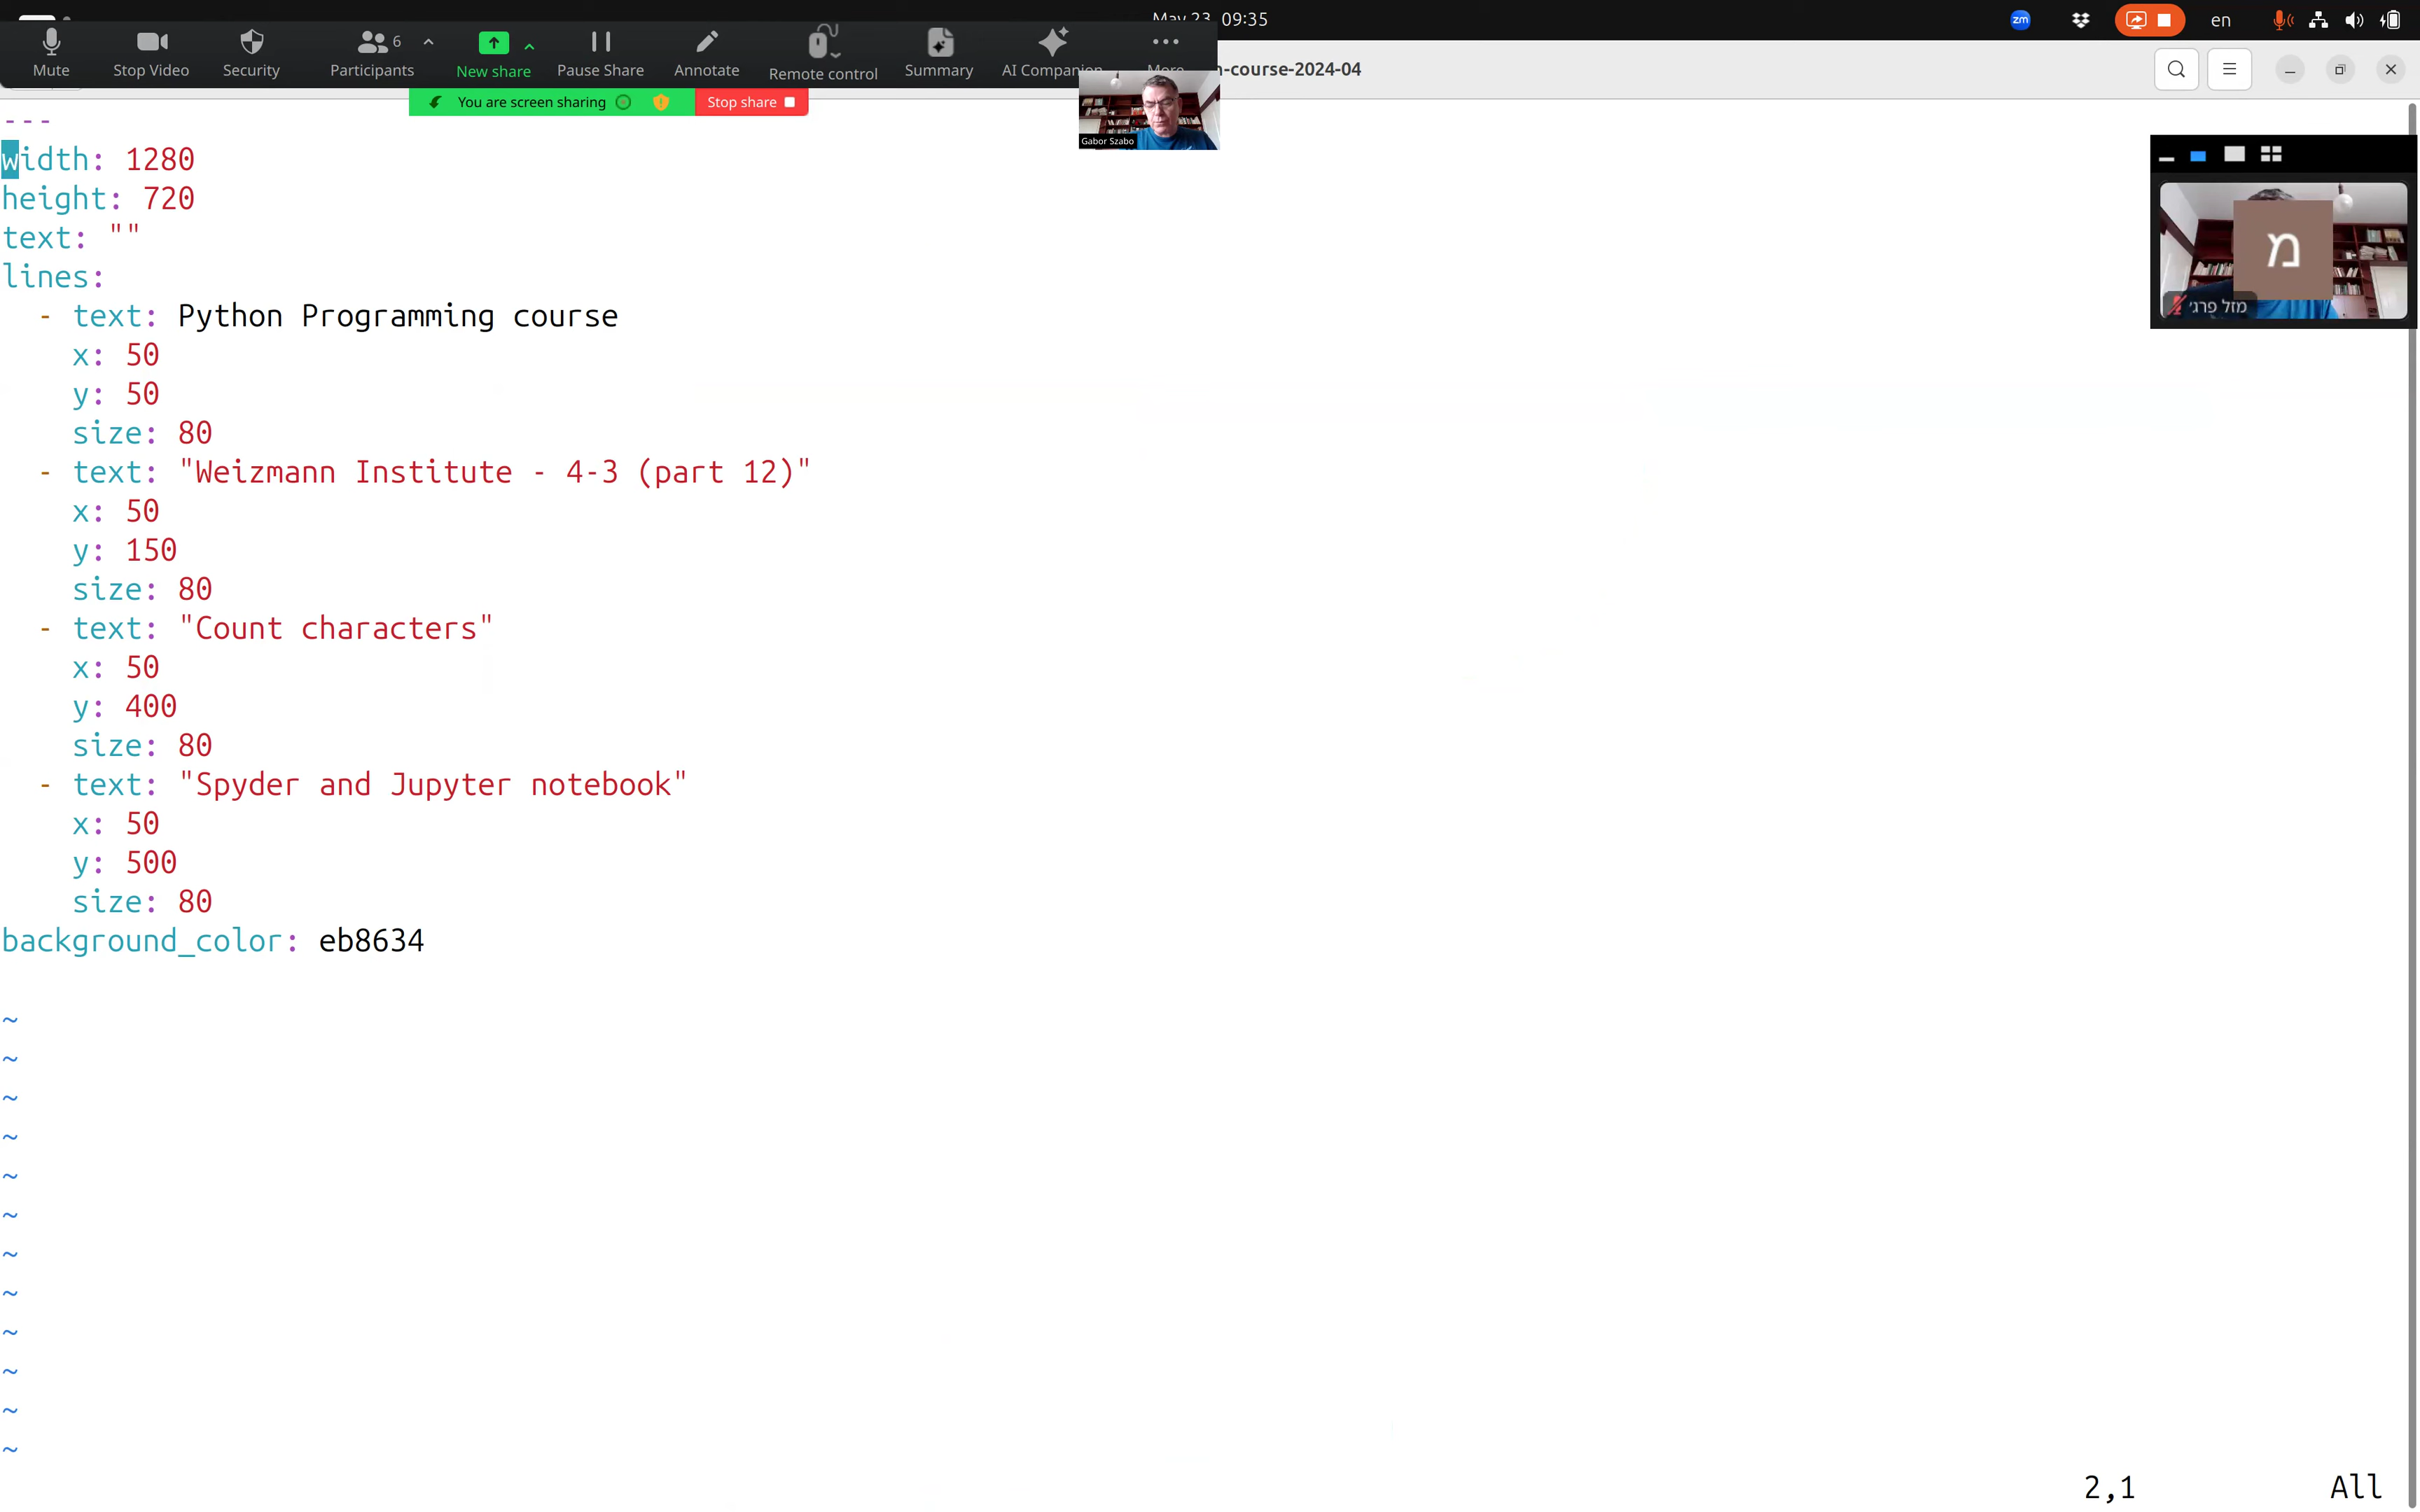 May 23 09:35
zm
en
Mute
Stop Video
Security
Participants
6
New share
Pause Share
Annotate
Remote control
Summary
AI Companion
More
-course-2024-04
You are screen sharing
Stop share
Gabor Szabo
מ
מזל פרג'
---
width: 1280
height: 720
text: ""
lines:
  - text: Python Programming course
    x: 50
    y: 50
    size: 80
  - text: "Weizmann Institute - 4-3 (part 12)"
    x: 50
    y: 150
    size: 80
  - text: "Count characters"
    x: 50
    y: 400
    size: 80
  - text: "Spyder and Jupyter notebook"
    x: 50
    y: 500
    size: 80
background_color: eb8634
~
~
~
~
~
~
~
~
~
~
~
~
2,1
All